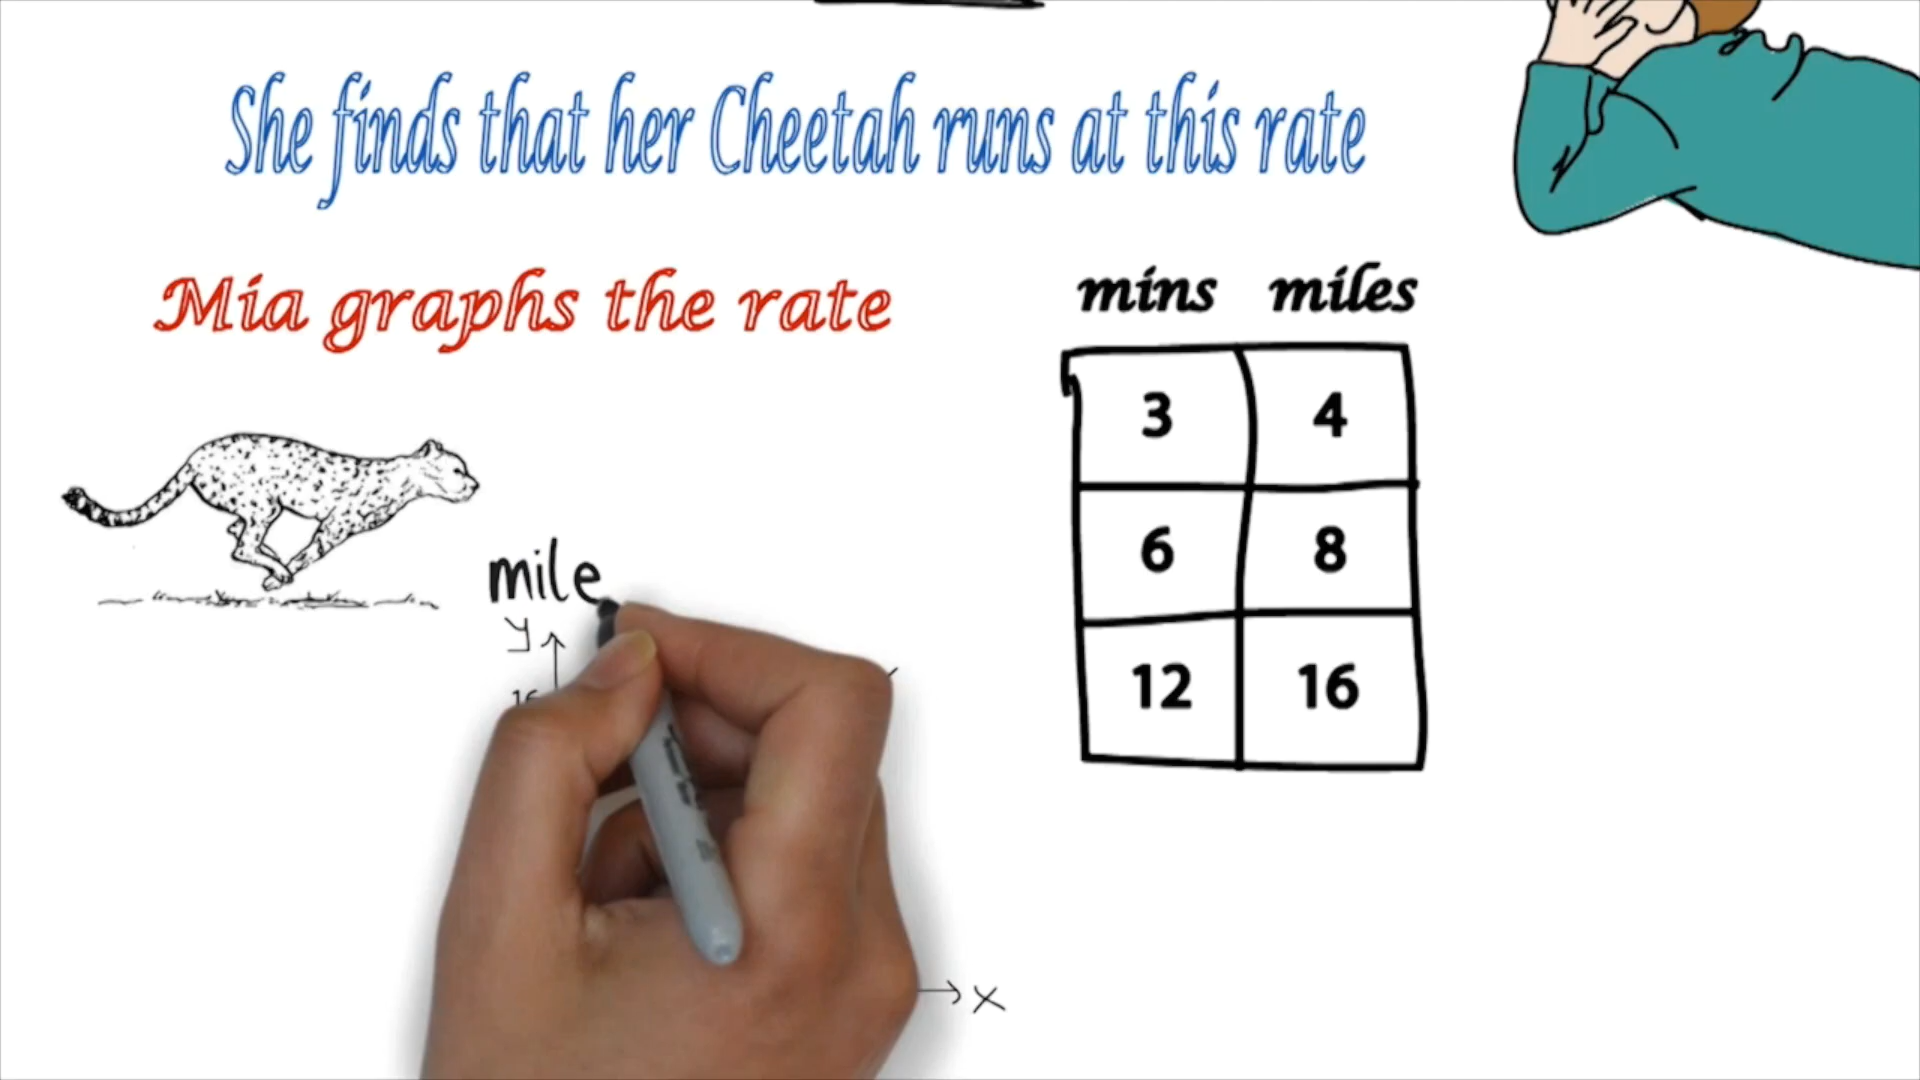 She finds that her Cheetah runs at this rate
Mia graphs the rate
mins miles
3 4
6 8
12 16
mile
y
x